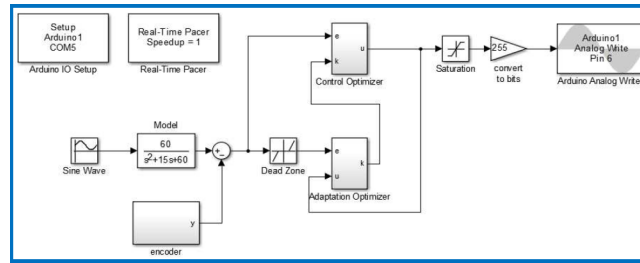 Setup
Arduino1
COM5
Arduino IO Setup
Real-Time Pacer
Speedup = 1
Real-Time Pacer
e
k
u
Control Optimizer
Saturation
255
convert
to bits
Arduino1
Analog Write
Pin 6
Arduino Analog Write
Sine Wave
Model
60
s²+15s+60
+
−
Dead Zone
e
u
k
Adaptation Optimizer
y
encoder